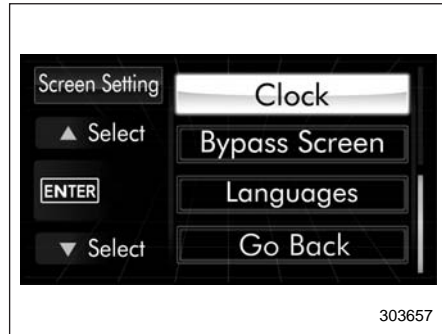 Screen Setting
Clock
▲ Select
Bypass Screen
ENTER
Languages
▼ Select
Go Back
303657